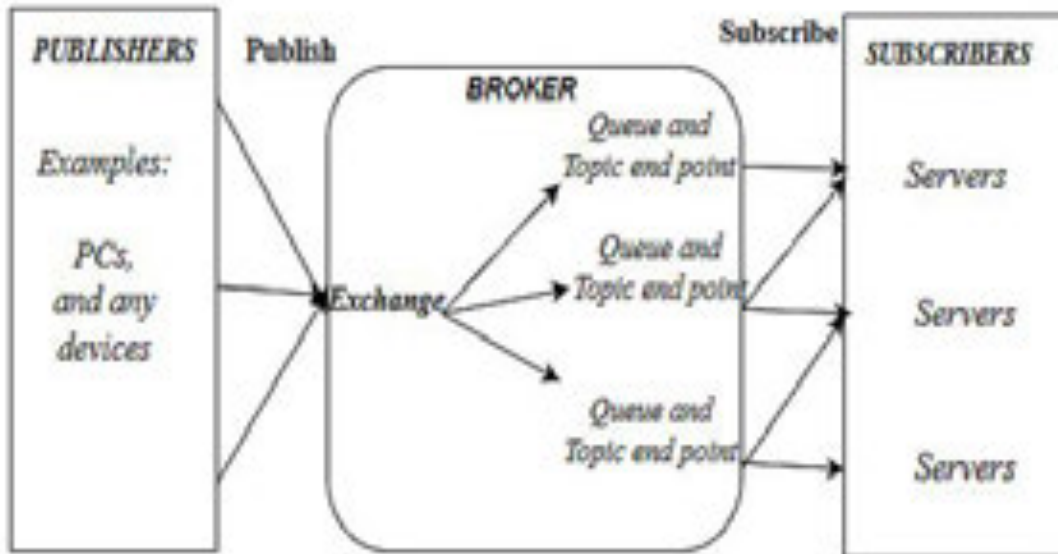 PUBLISHERS
Examples:
PCs,
and any
devices
Publish
BROKER
Exchange
Queue and
Topic end point
Queue and
Topic end point
Queue and
Topic end point
Subscribe
SUBSCRIBERS
Servers
Servers
Servers